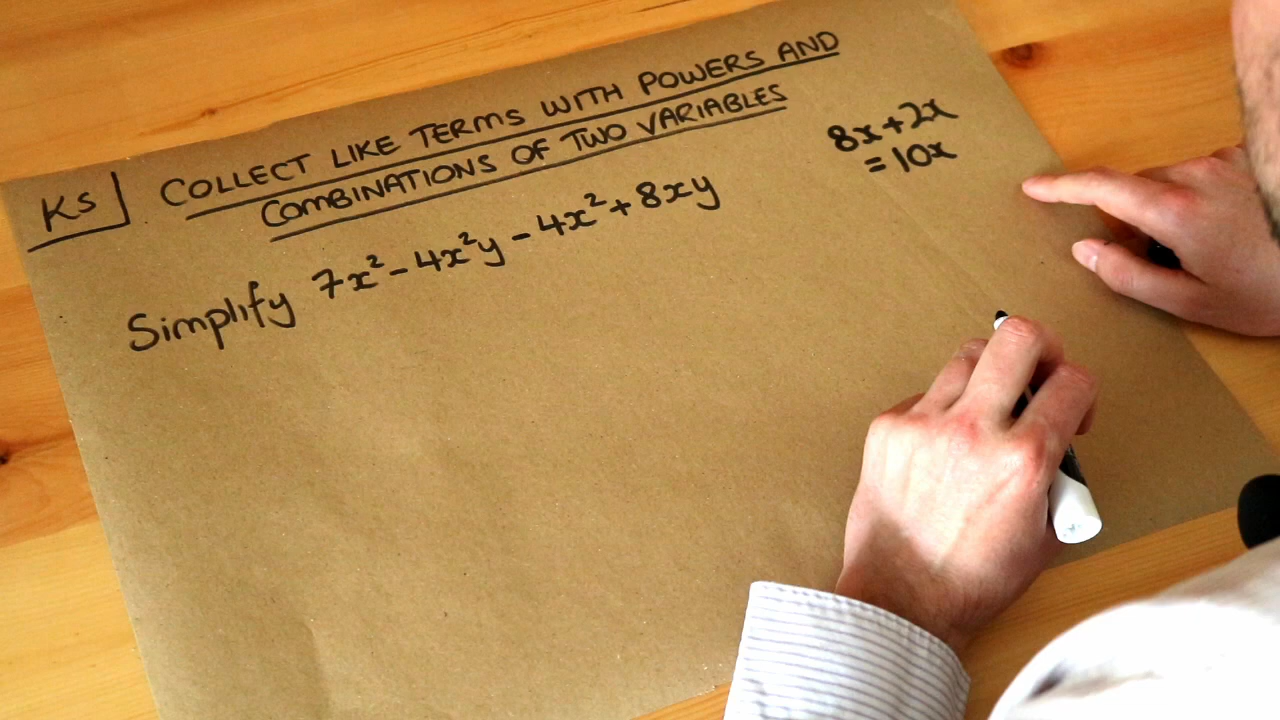 KS
COLLECT LIKE TERMS WITH POWERS AND
COMBINATIONS OF TWO VARIABLES
8x+2x
=10x
Simplify 7x²-4x²y-4x²+8xy